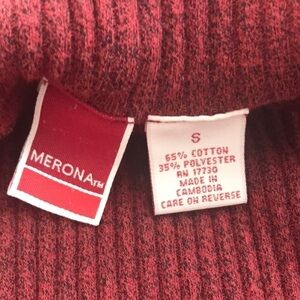 MERONA™
S
65% COTTON
35% POLYESTER
RN 17730
MADE IN
CAMBODIA
CARE ON REVERSE